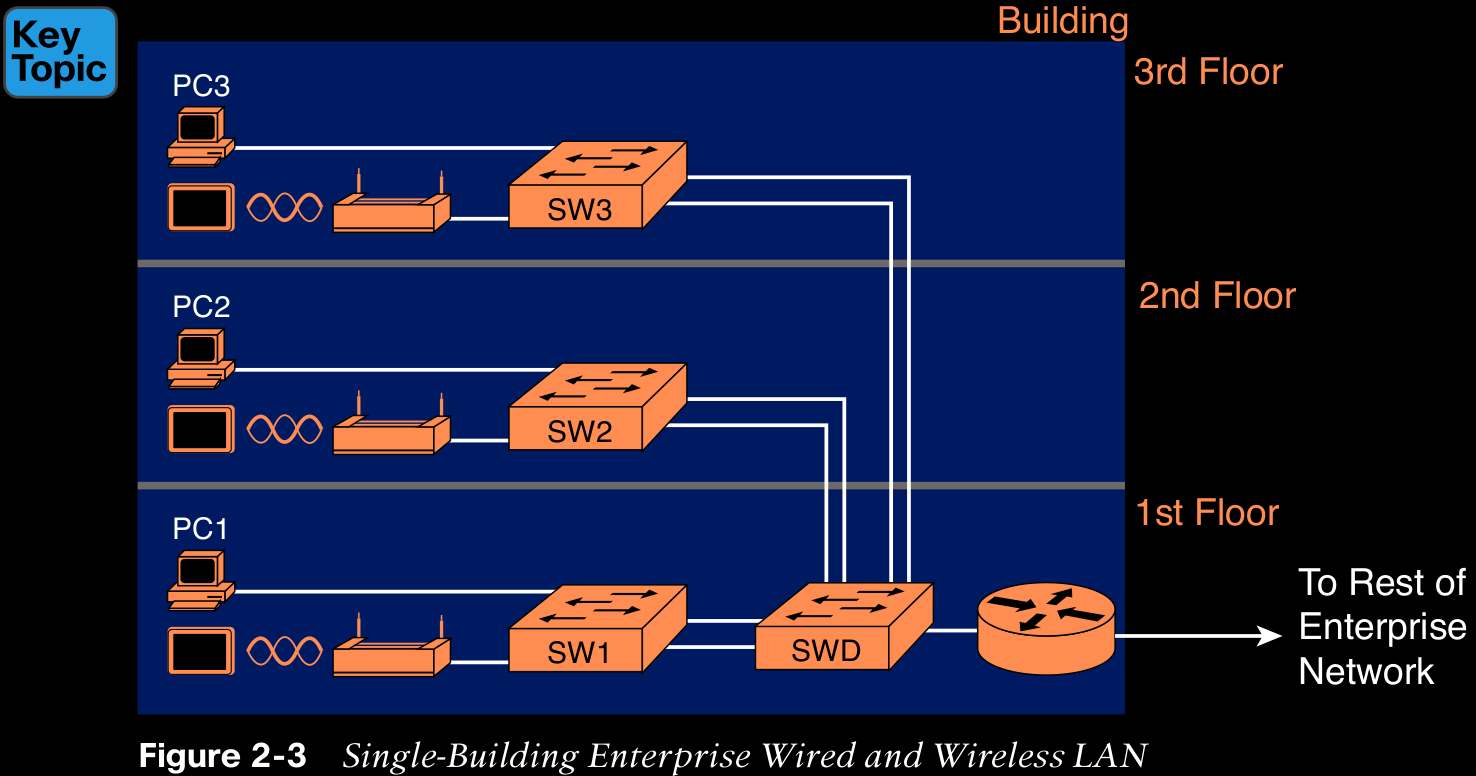 Key
Topic
Building
3rd Floor
PC3
SW3
2nd Floor
PC2
SW2
1st Floor
PC1
SW1
SWD
To Rest of
Enterprise
Network
Figure 2-3 Single-Building Enterprise Wired and Wireless LAN